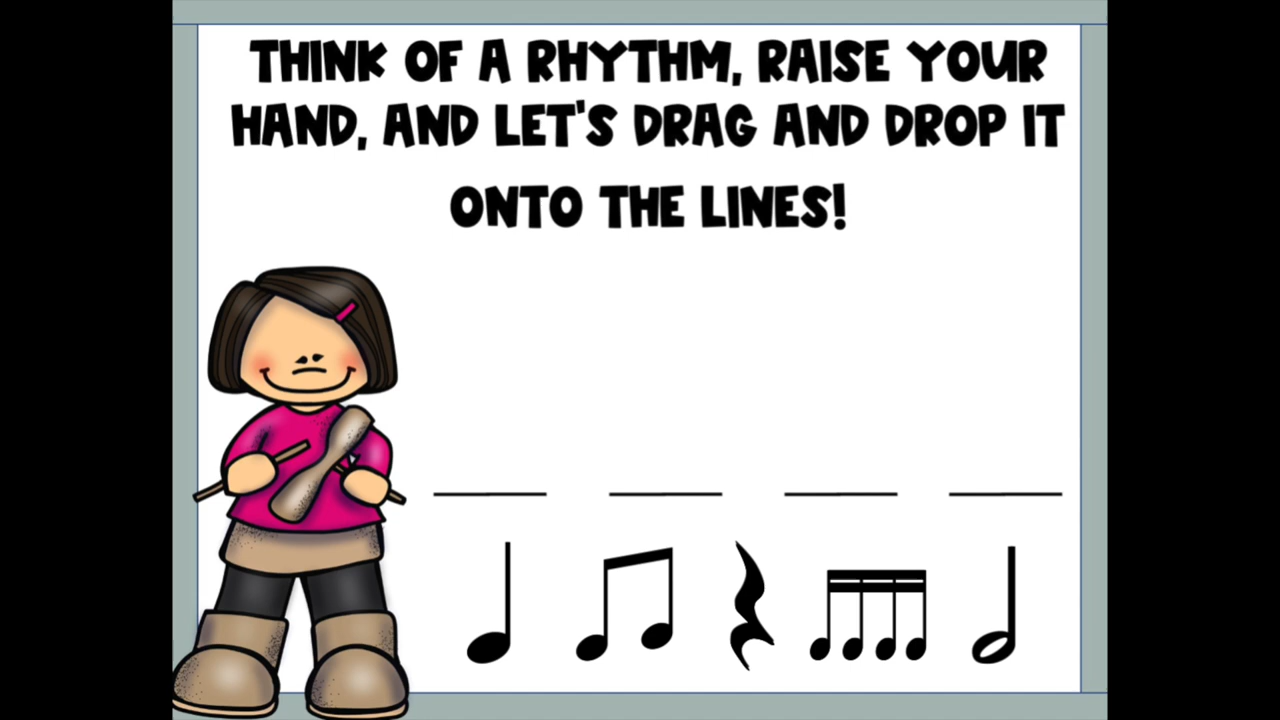 THINK OF A RHYTHM, RAISE YOUR
HAND, AND LET'S DRAG AND DROP IT
ONTO THE LINES!